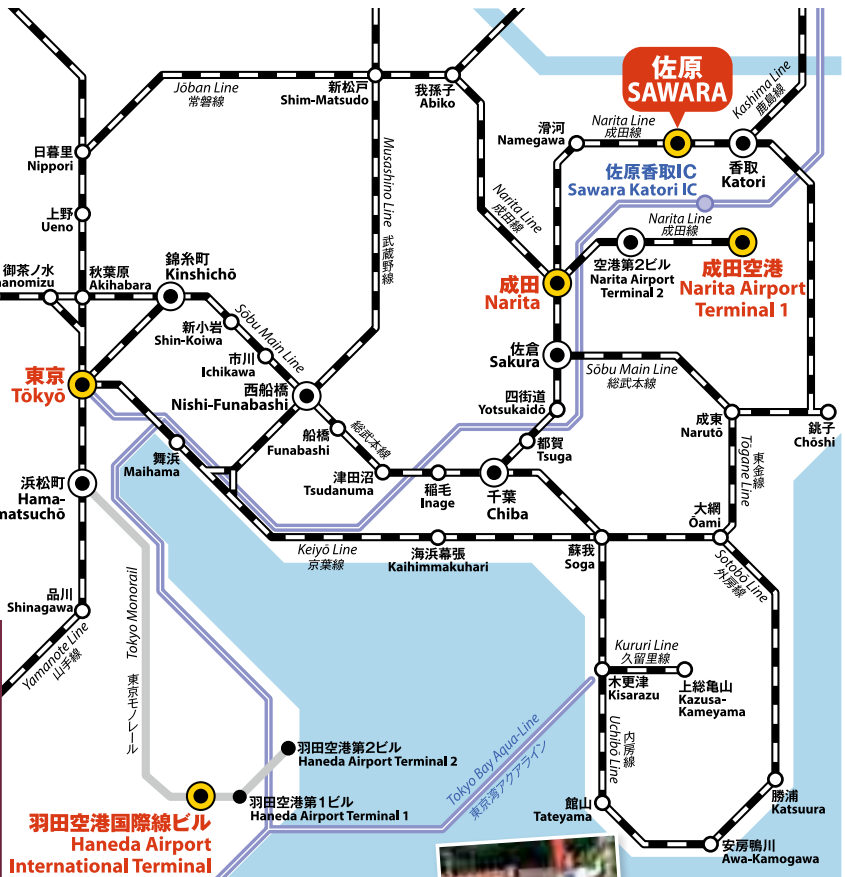 Jōban Line
常磐線
新松戸
Shim-Matsudo
我孫子
Abiko
佐原
SAWARA
Kashima Line
鹿島線
日暮里
Nippori
Musashino Line 武蔵野線
滑河
Namegawa
Narita Line
成田線
香取
Katori
佐原香取IC
Sawara Katori IC
上野
Ueno
Narita Line
成田線
Narita Line
成田線
空港第2ビル
Narita Airport
Terminal 2
成田空港
Narita Airport
Terminal 1
成田
Narita
御茶ノ水
hanomizu
秋葉原
Akihabara
錦糸町
Kinshichō
新小岩
Shin-Koiwa
Sōbu Main Line
市川
Ichikawa
佐倉
Sakura
Sōbu Main Line
総武本線
東京
Tōkyō
西船橋
Nishi-Funabashi
四街道
Yotsukaidō
成東
Narutō
銚子
Chōshi
舞浜
Maihama
船橋
Funabashi
総武本線
都賀
Tsuga
東金線
Tōgane Line
浜松町
Hama-
matsuchō
津田沼
Tsudanuma
稲毛
Inage
千葉
Chiba
大網
Ōami
Keiyō Line
京葉線
海浜幕張
Kaihimmakuhari
蘇我
Soga
Sotobō Line
外房線
品川
Shinagawa
Yamanote Line
山手線
Tokyo Monorail
東京モノレール
Kururi Line
久留里線
木更津
Kisarazu
上総亀山
Kazusa-
Kameyama
内房線
Uchibō Line
羽田空港第2ビル
Haneda Airport Terminal 2
Tokyo Bay Aqua-Line
東京湾アクアライン
羽田空港第1ビル
Haneda Airport Terminal 1
羽田空港国際線ビル
Haneda Airport
International Terminal
館山
Tateyama
勝浦
Katsuura
安房鴨川
Awa-Kamogawa